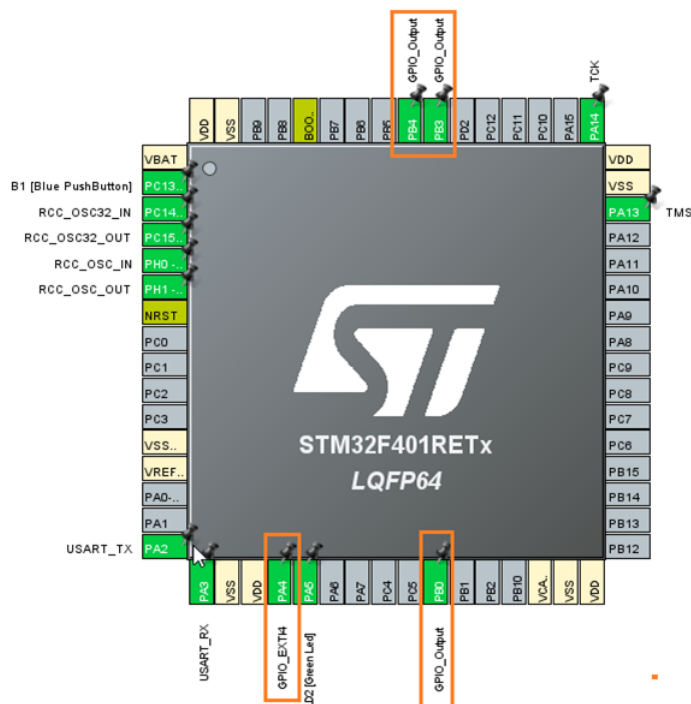 GPIO_Output
GPIO_Output
TCK
VDD
VSS
PB9
PB8
BOO..
PB7
PB6
PB5
PB4
PB3
PD2
PC12
PC11
PC10
PA15
PA14
VBAT
B1 [Blue PushButton] PC13..
RCC_OSC32_IN PC14..
RCC_OSC32_OUT PC15..
RCC_OSC_IN PH0 -..
RCC_OSC_OUT PH1 -..
NRST
PC0
PC1
PC2
PC3
VSS..
VREF..
PA0-..
PA1
USART_TX PA2
VDD
VSS
PA13 TMS
PA12
PA11
PA10
PA9
PA8
PC9
PC8
PC7
PC6
PB15
PB14
PB13
PB12
STM32F401RETx
LQFP64
PA3
VSS
VDD
PA4
PA5
PA6
PA7
PC4
PC5
PB0
PB1
PB2
PB10
VCA..
VSS
VDD
USART_RX
GPIO_EXTI4
D2 [Green Led]
GPIO_Output